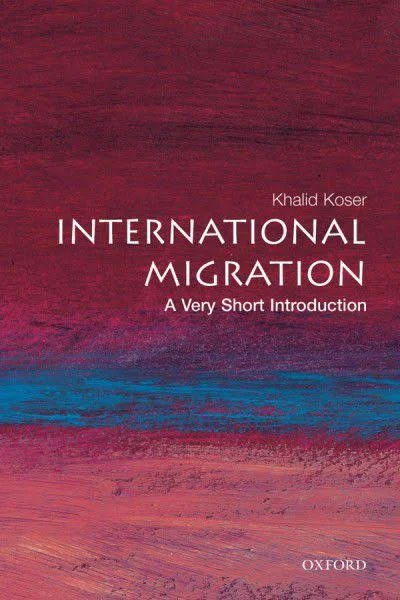 Khalid Koser
INTERNATIONAL
MIGRATION
A Very Short Introduction
OXFORD